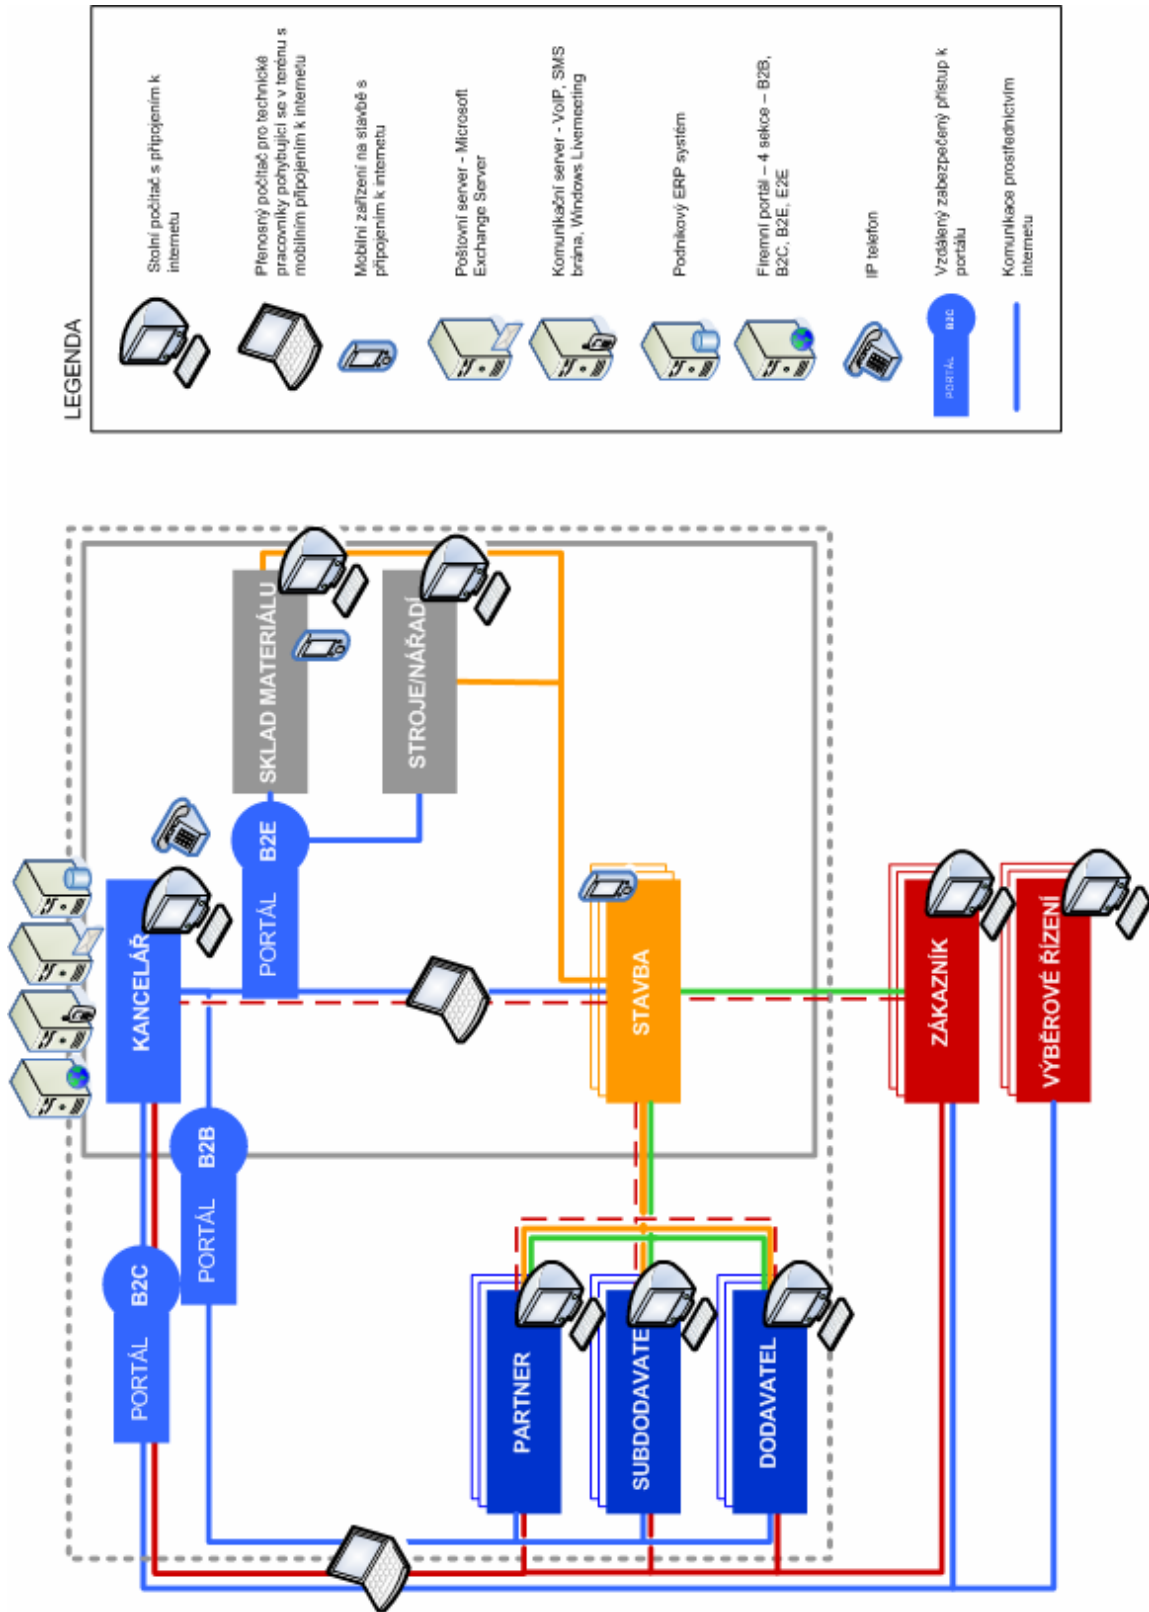 LEGENDA
Stolní počítač s připojením k
internetu
Přenosný počítač pro technické
pracovníky pohybující se v terénu s
mobilním připojením k internetu
Mobilní zařízení na stavbě s
připojením k internetu
Poštovní server - Microsoft
Exchange Server
Komunikační server - VoIP, SMS
brána, Windows Livemeeting
Podnikový ERP systém
Firemní portál – 4 sekce – B2B,
B2C, B2E, E2E
IP telefon
PORTÁL B2C
Vzdálený zabezpečený přístup k
portálu
Komunikace prostřednictvím
internetu
KANCELÁŘ
PORTÁL B2C
PORTÁL B2B
PORTÁL B2E
SKLAD MATERIÁLU
STROJE/NÁŘADÍ
PARTNER
SUBDODAVATE
DODAVATEL
STAVBA
ZÁKAZNÍK
VÝBĚROVÉ ŘÍZENÍ